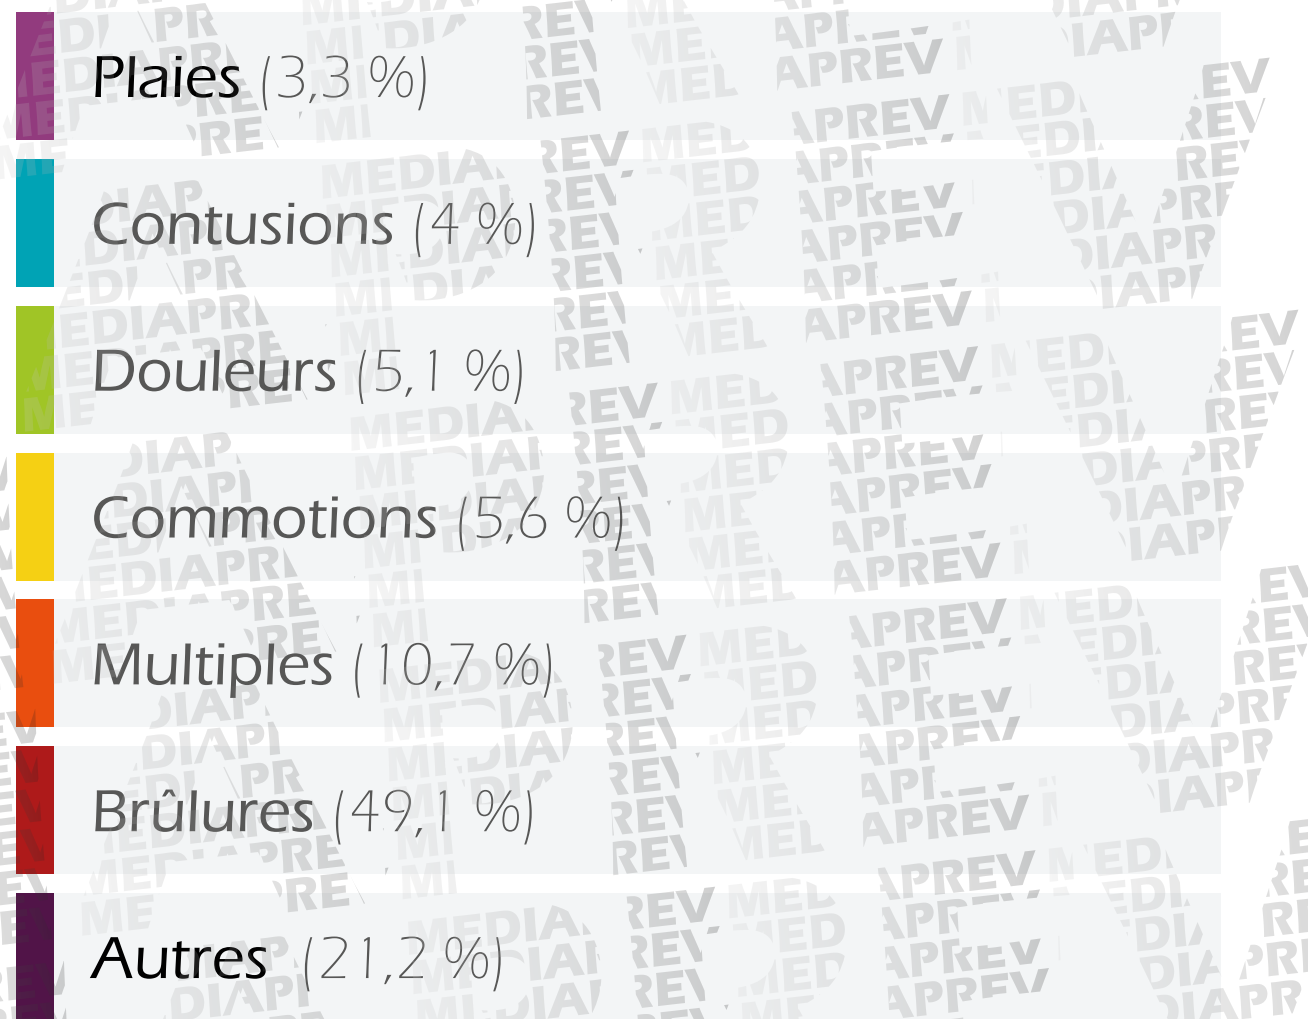 Plaies (3,3 %)
Contusions (4 %)
Douleurs (5,1 %)
Commotions (5,6 %)
Multiples (10,7 %)
Brûlures (49,1 %)
Autres (21,2 %)